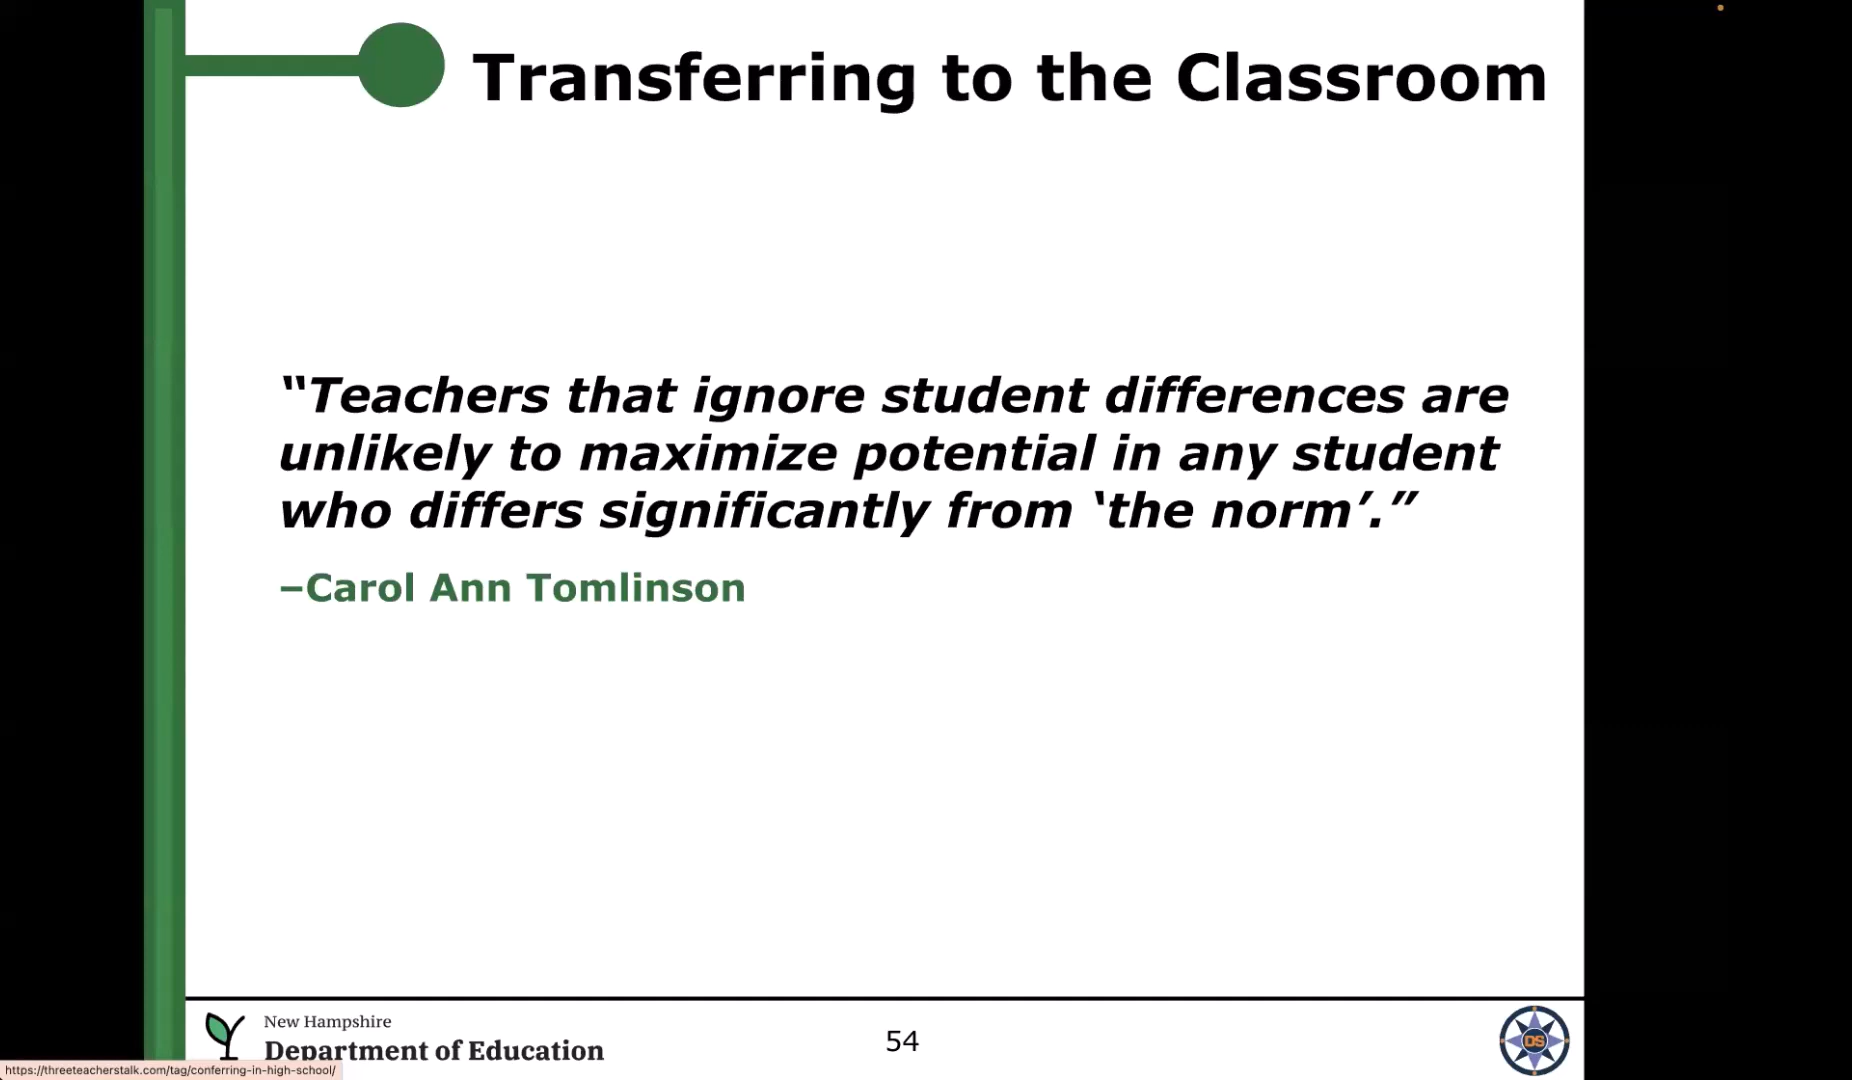 Transferring to the Classroom
“Teachers that ignore student differences are
unlikely to maximize potential in any student
who differs significantly from ‘the norm’.”
–Carol Ann Tomlinson
New Hampshire
Department of Education
54
DS
https://threeteacherstalk.com/tag/conferring-in-high-school/